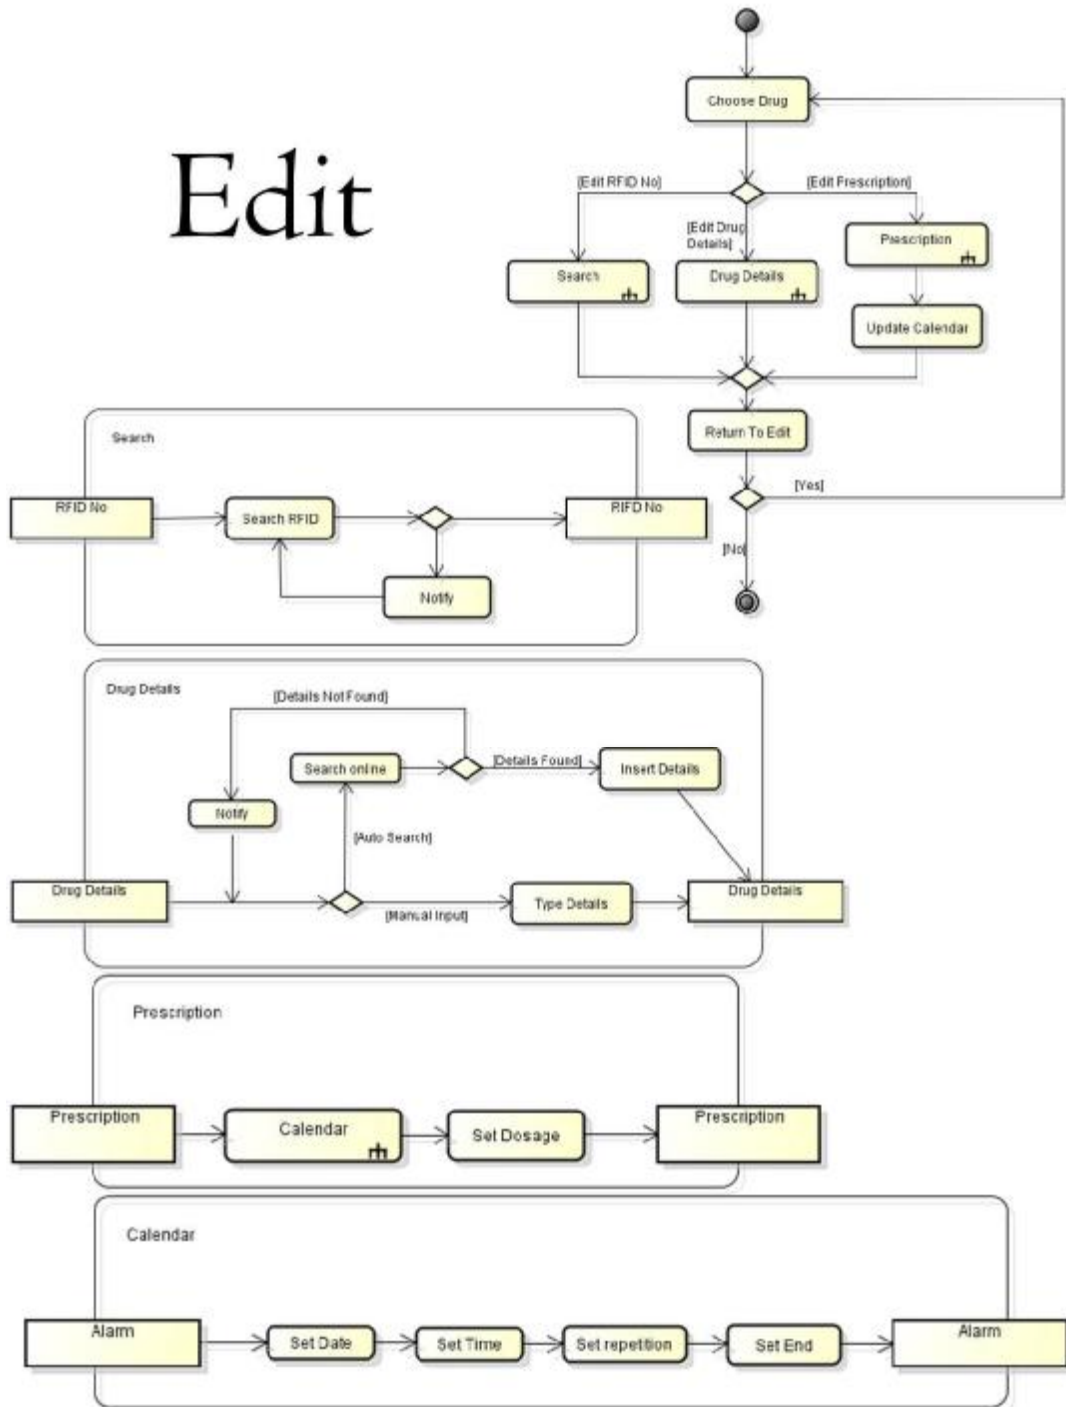 Edit
Choose Drug
[Edit RFID No]
[Edit Prescription]
[Edit Drug
Details]
Search
Drug Details
Prescription
Update Calendar
Return To Edit
[Yes]
[No]
Search
RFID No
Search RFID
RIFD No
Notify
Drug Details
[Details Not Found]
Search online
[Details Found]
Insert Details
Notify
[Auto Search]
Drug Details
[Manual Input]
Type Details
Drug Details
Prescription
Prescription
Calendar
Set Dosage
Prescription
Calendar
Alarm
Set Date
Set Time
Set repetition
Set End
Alarm